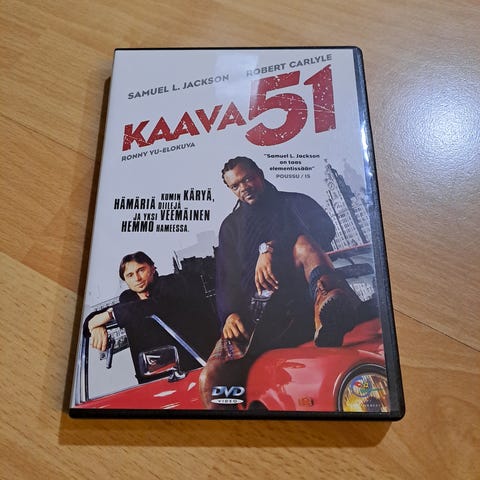 SAMUEL L. JACKSON ROBERT CARLYLE
KAAVA 51
RONNY YU-ELOKUVA
"Samuel L. Jackson
on taas
elementissään"
POUSSU / IS
KUMIN KÄRYÄ,
HÄMÄRIÄ DIILEJÄ
JA YKSI VEEMÄINEN
HEMMO HAMEESSA.
DVD
VIDEO